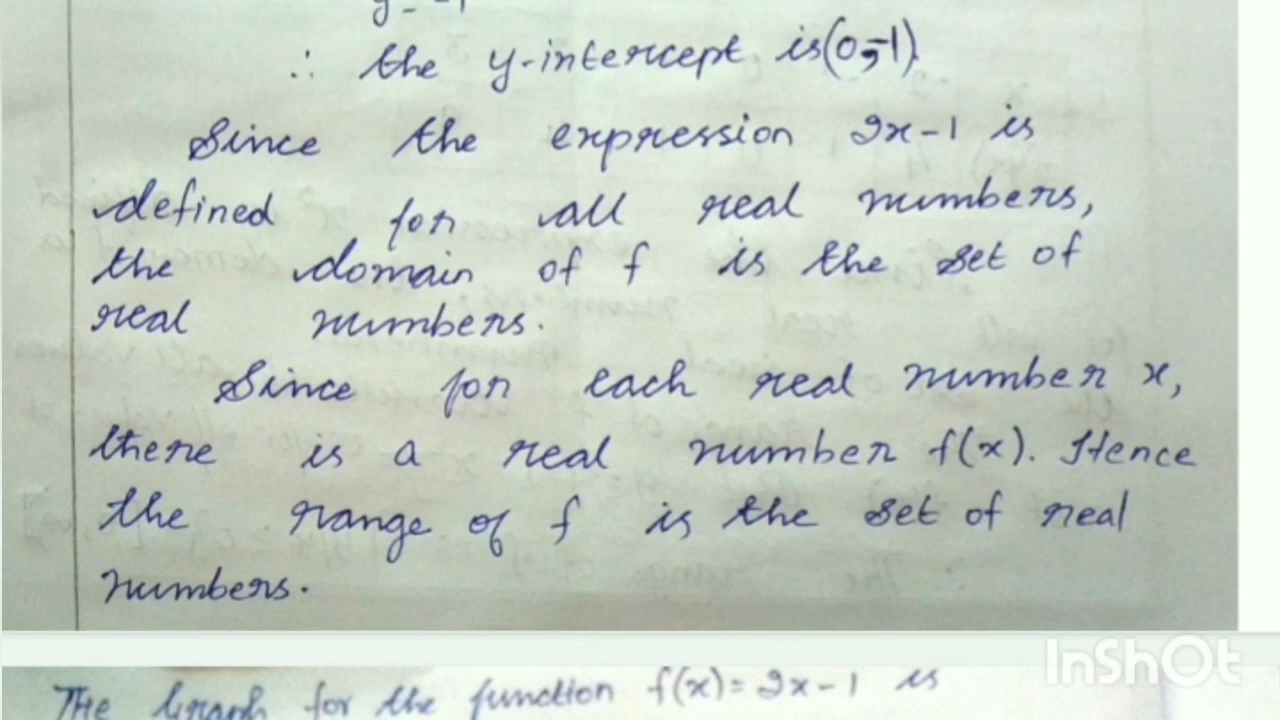 y= -1
∴ the y-intercept is (0,-1).
Since the expression 2x-1 is
defined for all real numbers,
the domain of f is the set of
real numbers.
Since for each real number x,
there is a real number f(x). Hence
the range of f is the set of real
numbers.
InShOt
The Graph for the function f(x)= 2x-1 is